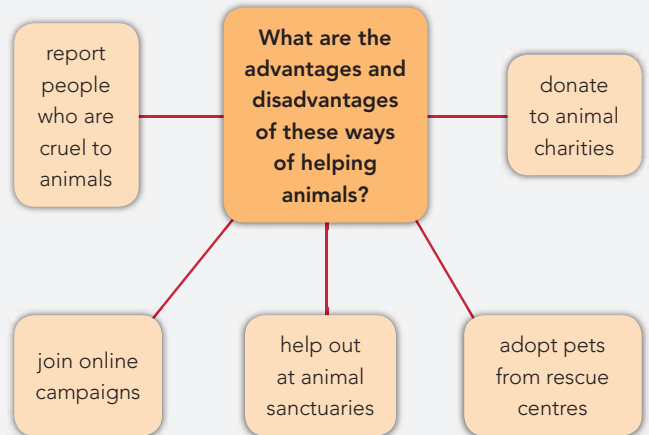 What are the
advantages and
disadvantages
of these ways
of helping
animals?
report
people
who are
cruel to
animals
donate
to animal
charities
join online
campaigns
help out
at animal
sanctuaries
adopt pets
from rescue
centres